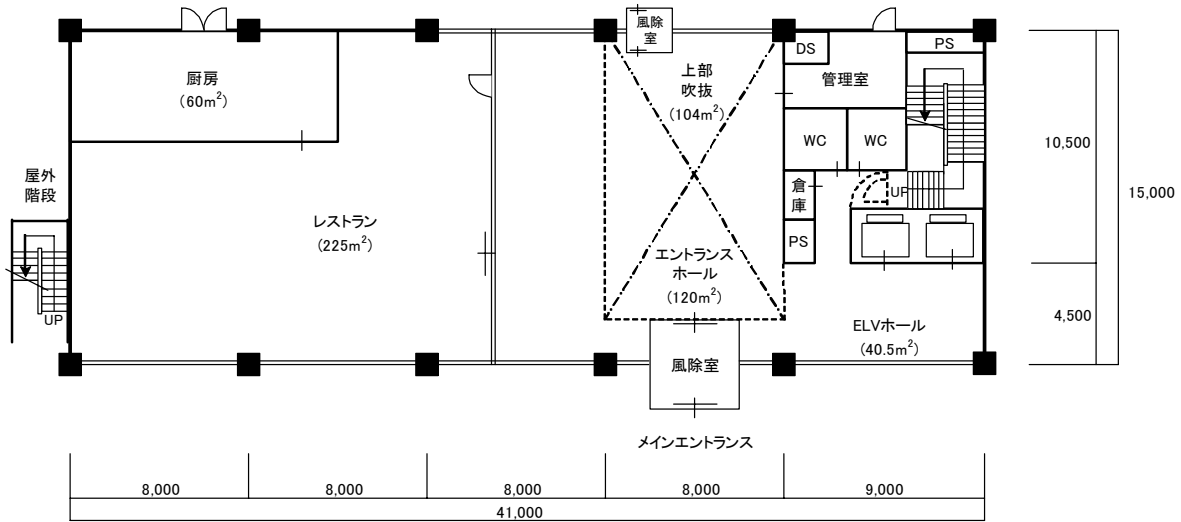 風除
室
DS
PS
厨房
(60m²)
上部
吹抜
(104m²)
管理室
WC
WC
10,500
屋外
階段
倉
庫
UP
15,000
レストラン
(225m²)
PS
エントランス
ホール
(120m²)
UP
ELVホール
(40.5m²)
4,500
風除室
メインエントランス
8,000
8,000
8,000
8,000
9,000
41,000